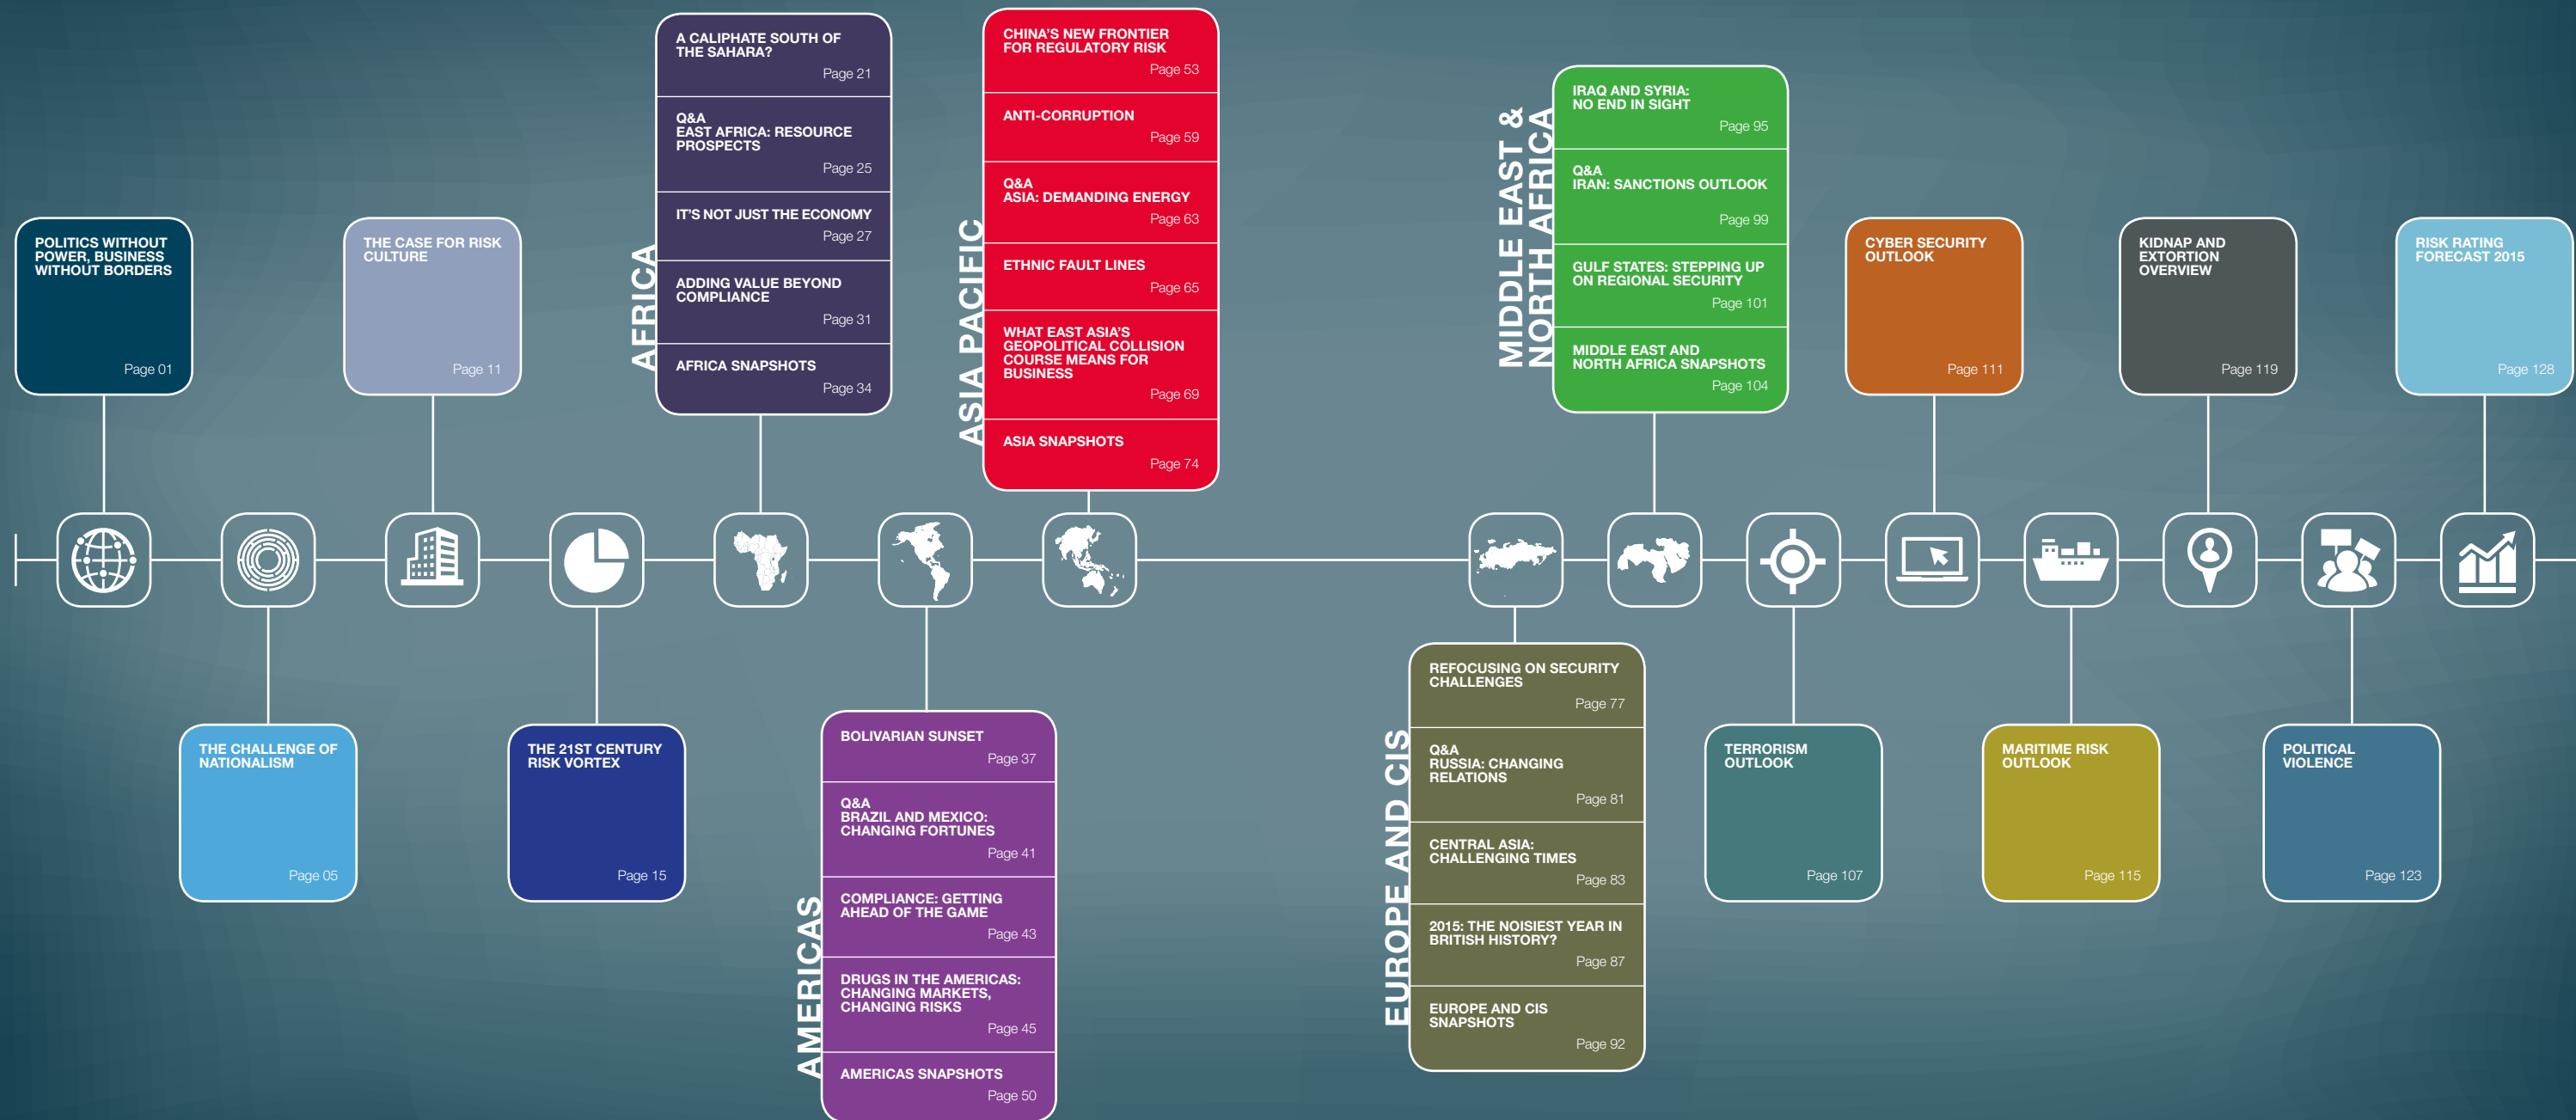 POLITICS WITHOUT
POWER, BUSINESS
WITHOUT BORDERS
Page 01
THE CHALLENGE OF
NATIONALISM
Page 05
THE CASE FOR RISK
CULTURE
Page 11
THE 21ST CENTURY
RISK VORTEX
Page 15
AFRICA
A CALIPHATE SOUTH OF
THE SAHARA?
Page 21
Q&A
EAST AFRICA: RESOURCE
PROSPECTS
Page 25
IT'S NOT JUST THE ECONOMY
Page 27
ADDING VALUE BEYOND
COMPLIANCE
Page 31
AFRICA SNAPSHOTS
Page 34
AMERICAS
BOLIVARIAN SUNSET
Page 37
Q&A
BRAZIL AND MEXICO:
CHANGING FORTUNES
Page 41
COMPLIANCE: GETTING
AHEAD OF THE GAME
Page 43
DRUGS IN THE AMERICAS:
CHANGING MARKETS,
CHANGING RISKS
Page 45
AMERICAS SNAPSHOTS
Page 50
ASIA PACIFIC
CHINA'S NEW FRONTIER
FOR REGULATORY RISK
Page 53
ANTI-CORRUPTION
Page 59
Q&A
ASIA: DEMANDING ENERGY
Page 63
ETHNIC FAULT LINES
Page 65
WHAT EAST ASIA'S
GEOPOLITICAL COLLISION
COURSE MEANS FOR
BUSINESS
Page 69
ASIA SNAPSHOTS
Page 74
EUROPE AND CIS
REFOCUSING ON SECURITY
CHALLENGES
Page 77
Q&A
RUSSIA: CHANGING
RELATIONS
Page 81
CENTRAL ASIA:
CHALLENGING TIMES
Page 83
2015: THE NOISIEST YEAR IN
BRITISH HISTORY?
Page 87
EUROPE AND CIS
SNAPSHOTS
Page 92
MIDDLE EAST &
NORTH AFRICA
IRAQ AND SYRIA:
NO END IN SIGHT
Page 95
Q&A
IRAN: SANCTIONS OUTLOOK
Page 99
GULF STATES: STEPPING UP
ON REGIONAL SECURITY
Page 101
MIDDLE EAST AND
NORTH AFRICA SNAPSHOTS
Page 104
TERRORISM
OUTLOOK
Page 107
CYBER SECURITY
OUTLOOK
Page 111
MARITIME RISK
OUTLOOK
Page 115
KIDNAP AND
EXTORTION
OVERVIEW
Page 119
POLITICAL
VIOLENCE
Page 123
RISK RATING
FORECAST 2015
Page 128